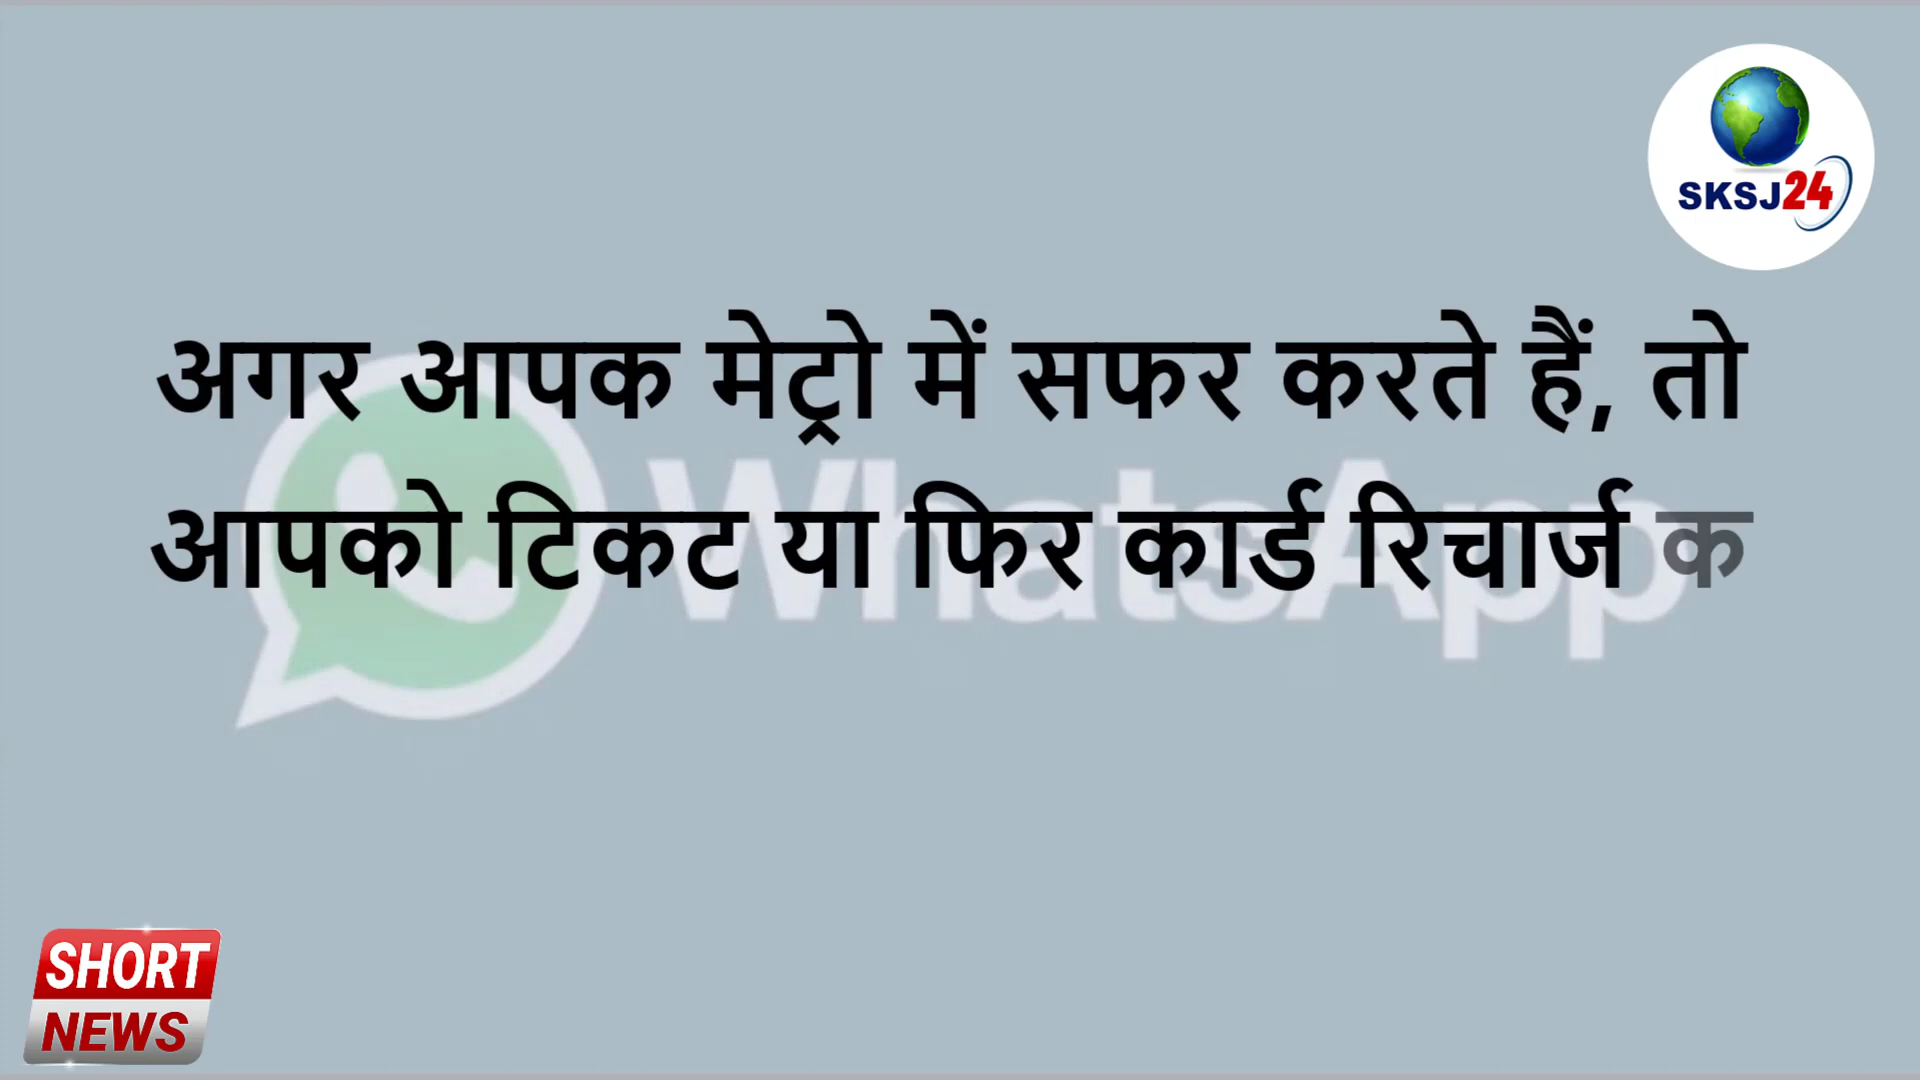 SKSJ24
अगर आपक मेट्रो में सफर करते हैं, तो
आपको टिकट या फिर कार्ड रिचार्ज क
WhatsApp
SHORT
NEWS